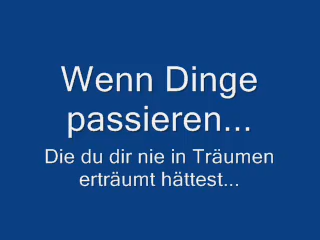 Wenn Dinge
passieren...
Die du dir nie in Träumen
erträumt hättest...